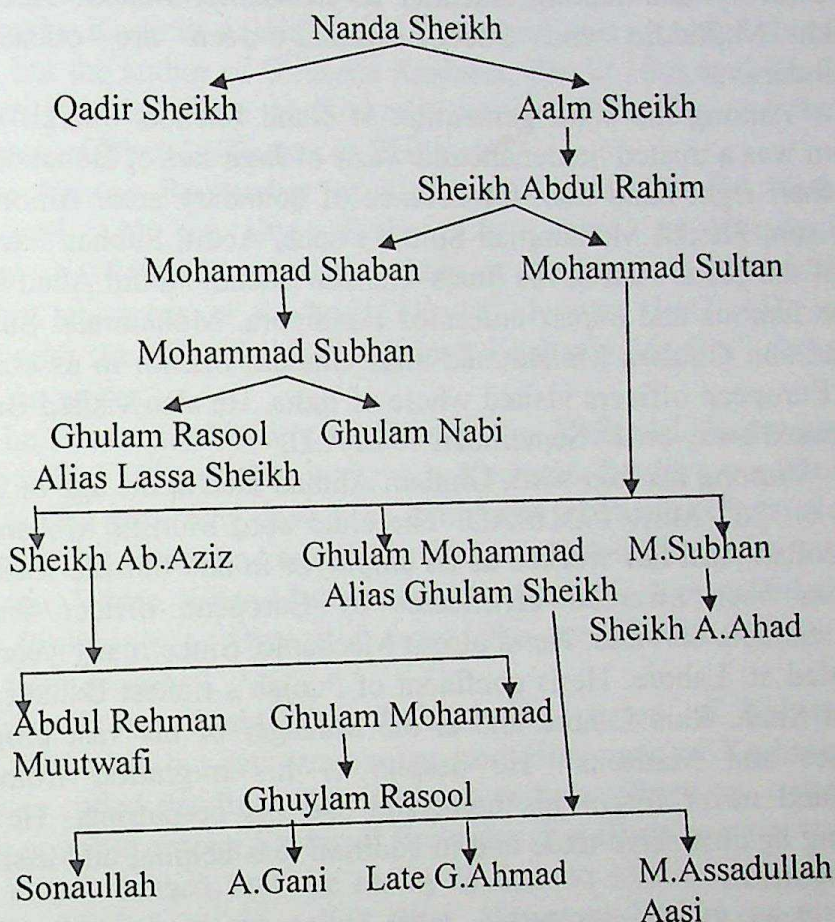 Nanda Sheikh
Qadir Sheikh Aalm Sheikh
Sheikh Abdul Rahim
Mohammad Shaban Mohammad Sultan
Mohammad Subhan
Ghulam Rasool Ghulam Nabi
Alias Lassa Sheikh
Sheikh Ab.Aziz Ghulam Mohammad M.Subhan
Alias Ghulam Sheikh
Sheikh A.Ahad
Abdul Rehman Ghulam Mohammad
Muutwafi
Ghuylam Rasool
Sonaullah A.Gani Late G.Ahmad M.Assadullah
Aasi